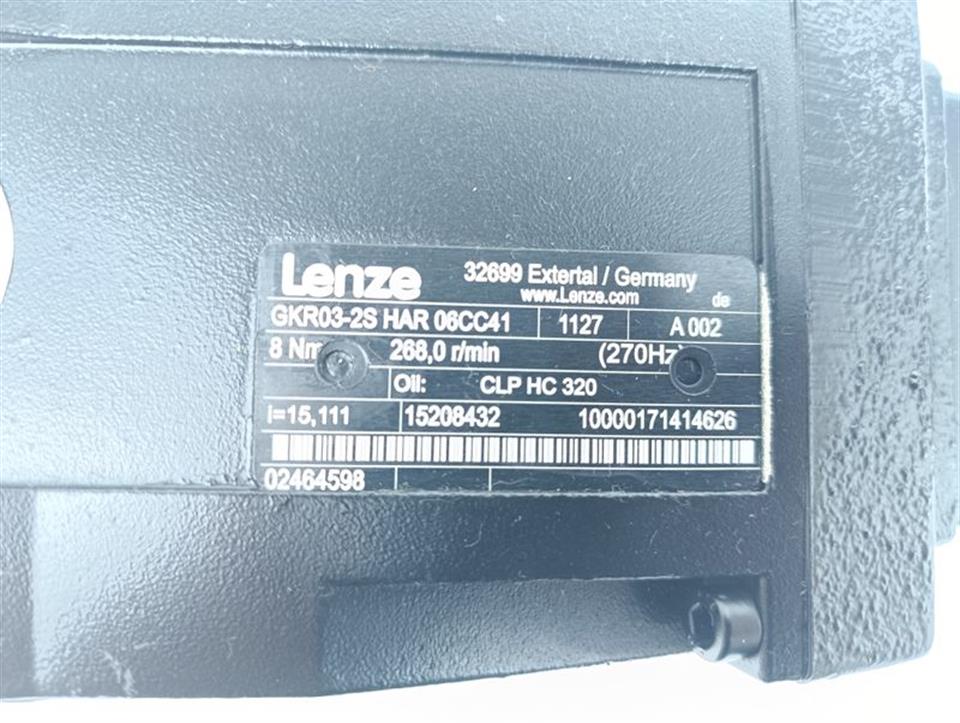 Lenze 32699 Extertal / Germany
www.Lenze.com de
GKR03-2S HAR 06CC41 1127 A 002
8 Nm 268,0 r/min (270Hz)
Oil: CLP HC 320
i=15,111 15208432 10000171414626
02464598